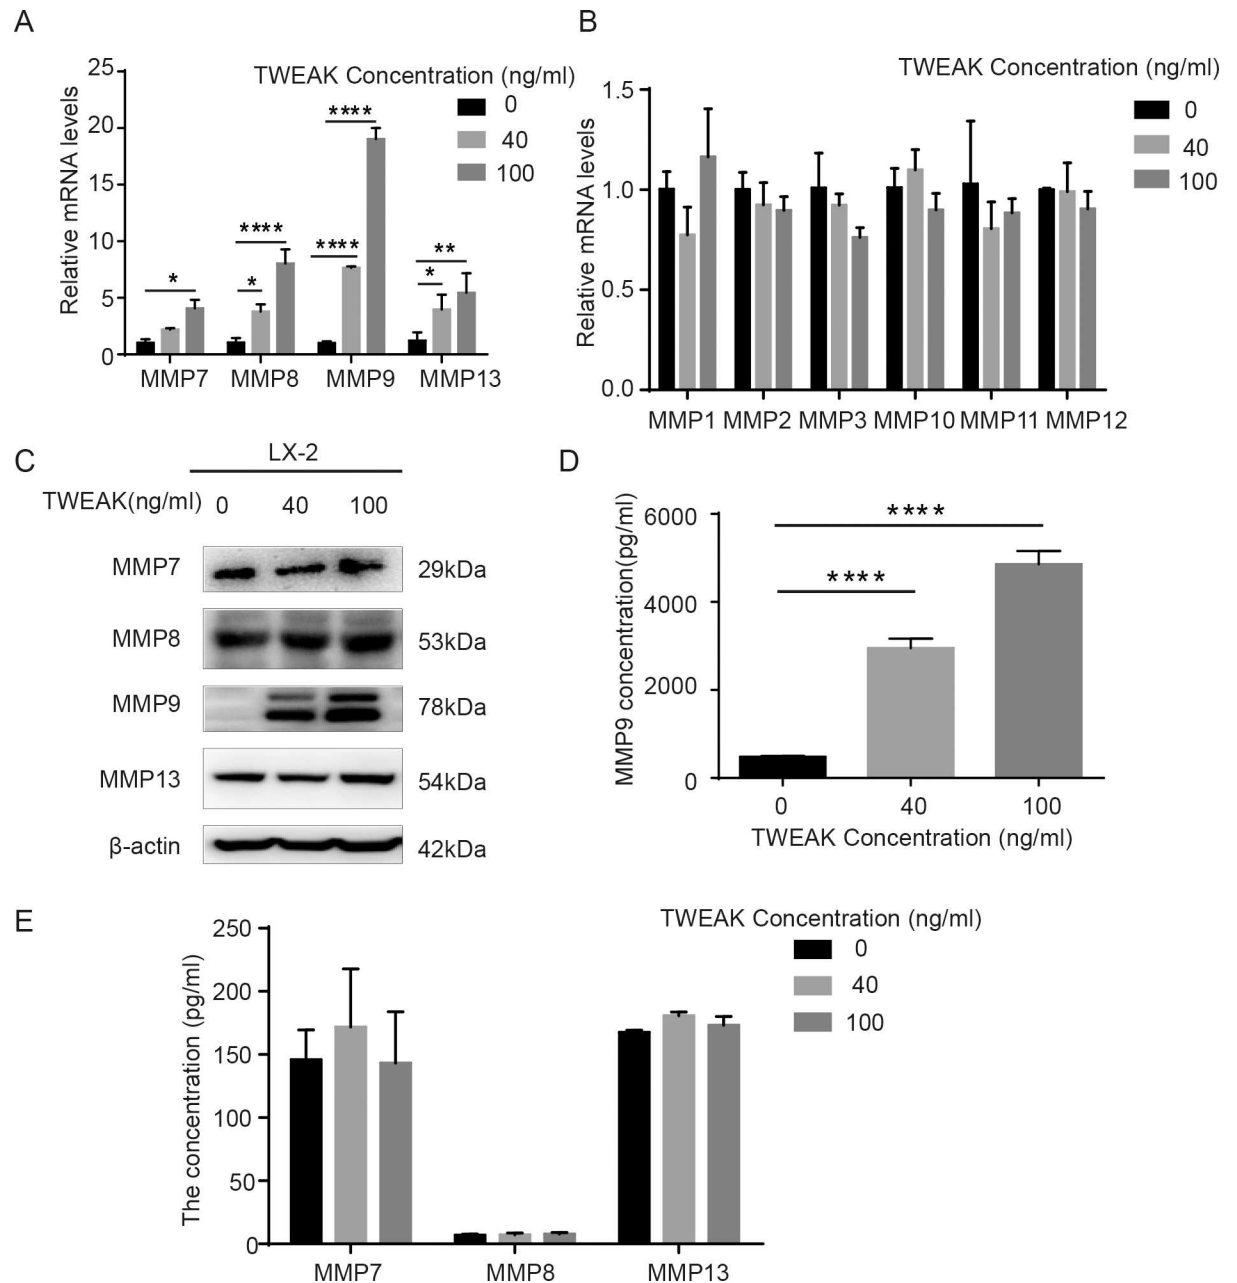 A
TWEAK Concentration (ng/ml)
0
40
100
Relative mRNA levels
25
20
15
10
5
0
****
****
****
**
*
*
*
MMP7 MMP8 MMP9 MMP13
B
TWEAK Concentration (ng/ml)
0
40
100
Relative mRNA levels
1.5
1.0
0.5
0.0
MMP1 MMP2 MMP3 MMP10 MMP11 MMP12
C
LX-2
TWEAK(ng/ml) 0 40 100
MMP7 29kDa
MMP8 53kDa
MMP9 78kDa
MMP13 54kDa
β-actin 42kDa
D
MMP9 concentration(pg/ml)
6000
4000
2000
0
****
****
0 40 100
TWEAK Concentration (ng/ml)
E
TWEAK Concentration (ng/ml)
0
40
100
The concentration (pg/ml)
250
200
150
100
50
0
MMP7 MMP8 MMP13